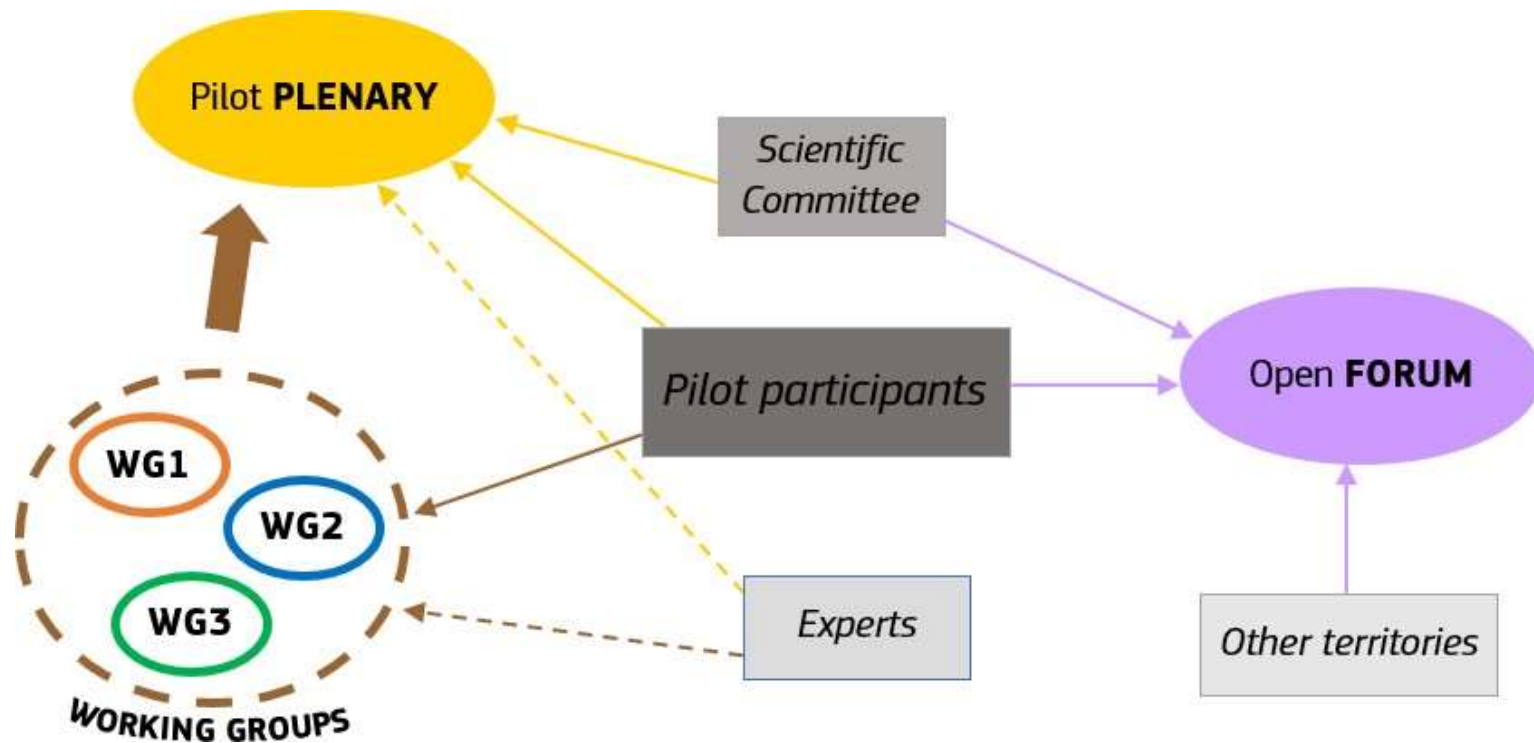 Pilot PLENARY
Scientific
Committee
Pilot participants
Open FORUM
WG1
WG2
WG3
Experts
Other territories
WORKING GROUPS